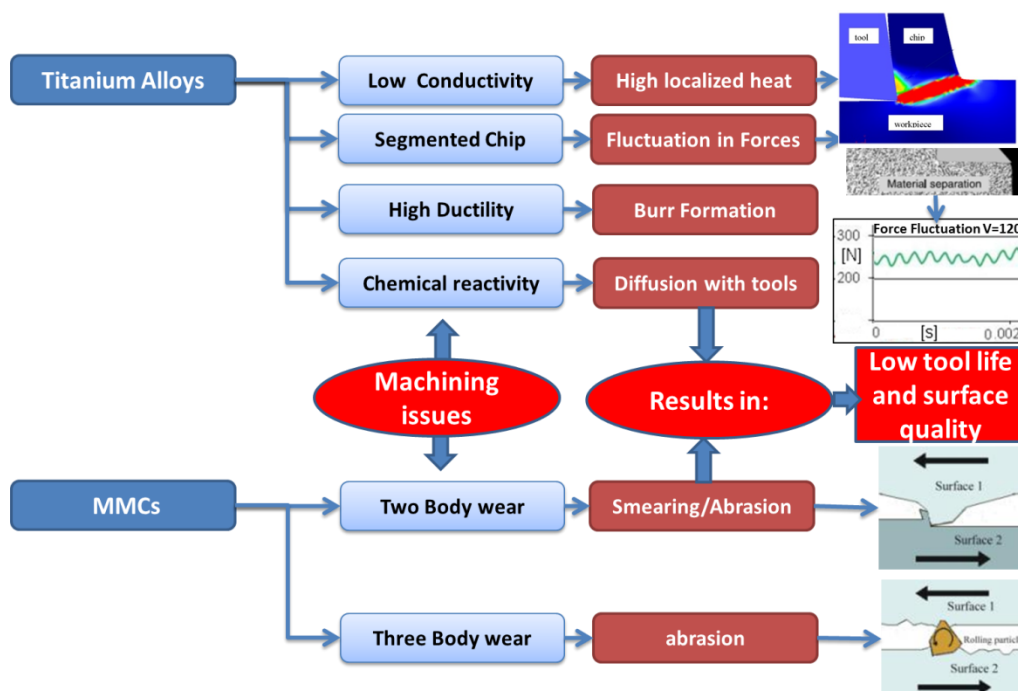 Titanium Alloys
Low Conductivity
High localized heat
tool
chip
workpiece
Segmented Chip
Fluctuation in Forces
Material separation
High Ductility
Burr Formation
Force Fluctuation V=120
300
[N]
200
0
[s]
0.002
Chemical reactivity
Diffusion with tools
Machining
issues
Results in:
Low tool life
and surface
quality
MMCs
Two Body wear
Smearing/Abrasion
Surface 1
Surface 2
Three Body wear
abrasion
Surface 1
Rolling particl
Surface 2